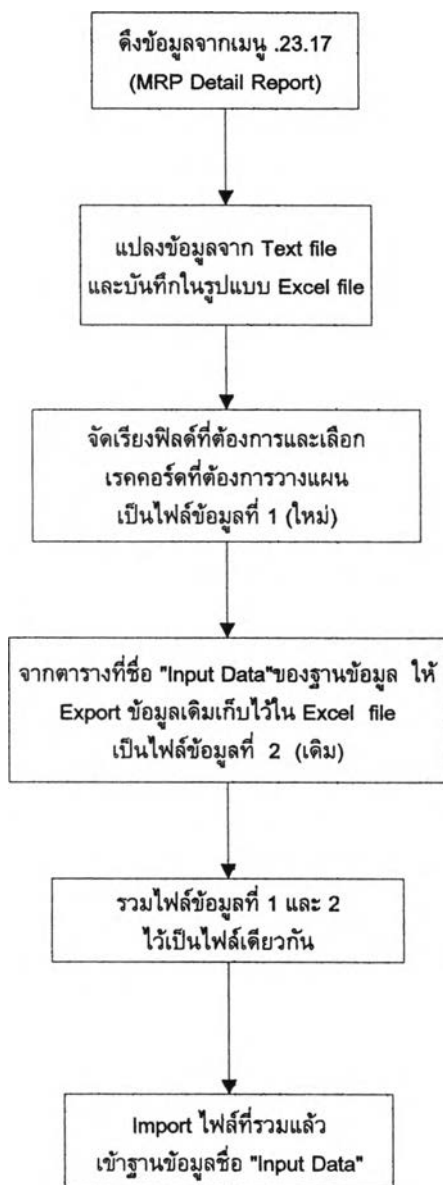 ดึงข้อมูลจากเมนู .23.17
(MRP Detail Report)
แปลงข้อมูลจาก Text file
และบันทึกในรูปแบบ Excel file
จัดเรียงฟิลด์ที่ต้องการและเลือก
เรคคอร์ดที่ต้องการวางแผน
เป็นไฟล์ข้อมูลที่ 1 (ใหม่)
จากตารางที่ชื่อ "Input Data"ของฐานข้อมูล ให้
Export ข้อมูลเดิมเก็บไว้ใน Excel file
เป็นไฟล์ข้อมูลที่ 2 (เดิม)
รวมไฟล์ข้อมูลที่ 1 และ 2
ไว้เป็นไฟล์เดียวกัน
Import ไฟล์ที่รวมแล้ว
เข้าฐานข้อมูลชื่อ "Input Data"